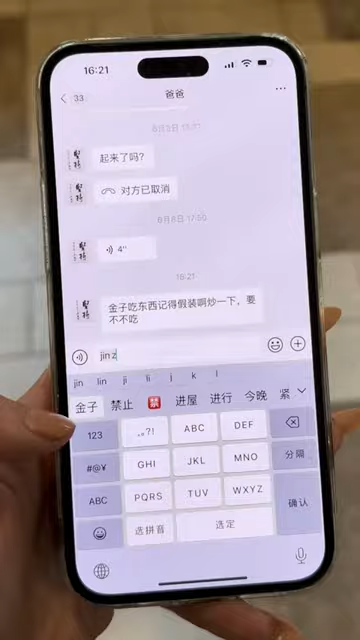 16:21
33
爸爸
8月3日 13:37
起来了吗?
对方已取消
8月8日 17:50
4"
16:21
金子吃东西记得假装啊炒一下，要
不不吃
jin z
jin lin ji li j k l
金子 禁止 🈲 进屋 进行 今晚 紧
123 ,。?! ABC DEF
#@¥ GHI JKL MNO 分隔
ABC PQRS TUV WXYZ 确认
选拼音 选定